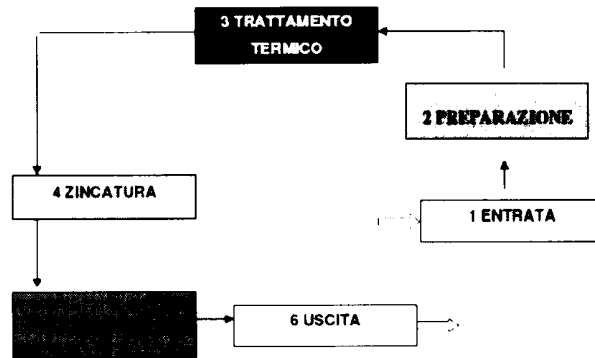 3 TRATTAMENTO
TERMICO
2 PREPARAZIONE
4 ZINCATURA
1 ENTRATA
6 USCITA